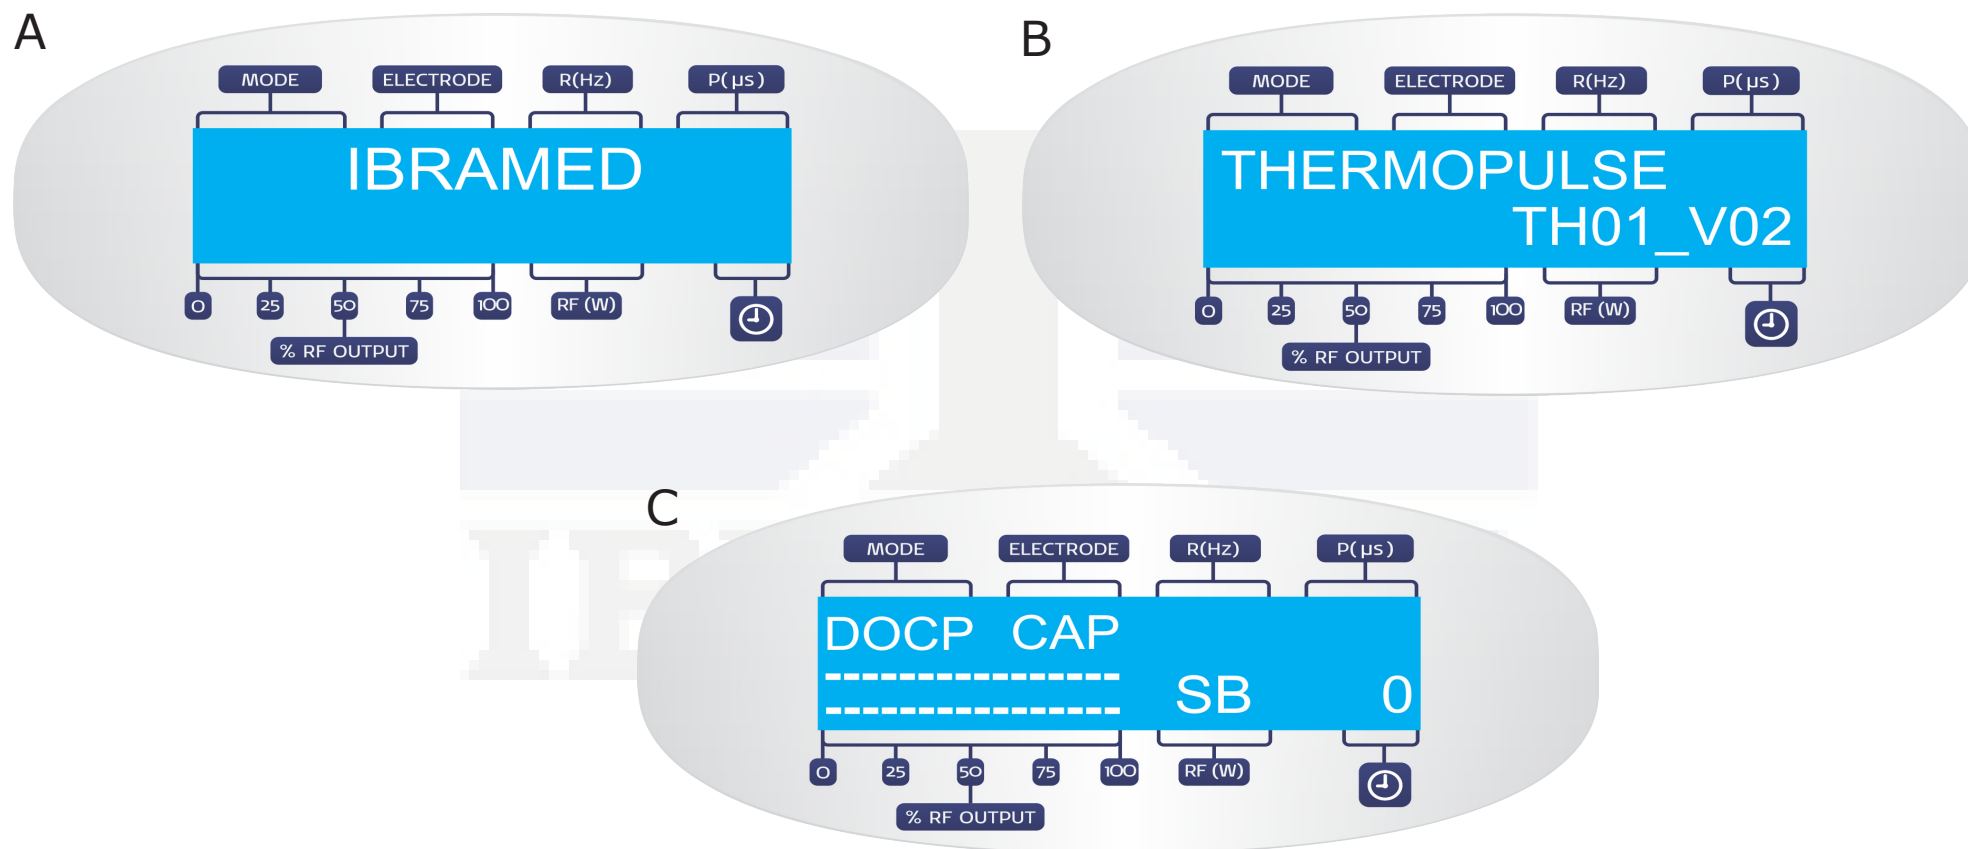 A
MODE ELECTRODE R(Hz) P(µs)
IBRAMED
0 25 50 75 100 RF (W)
% RF OUTPUT
B
MODE ELECTRODE R(Hz) P(µs)
THERMOPULSE
TH01_V02
0 25 50 75 100 RF (W)
% RF OUTPUT
C
MODE ELECTRODE R(Hz) P(µs)
DOCP CAP
SB 0
0 25 50 75 100 RF (W)
% RF OUTPUT